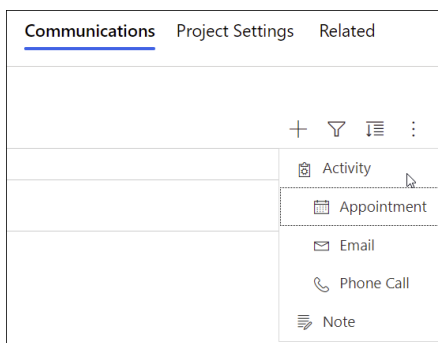 Communications Project Settings Related
Activity
Appointment
Email
Phone Call
Note